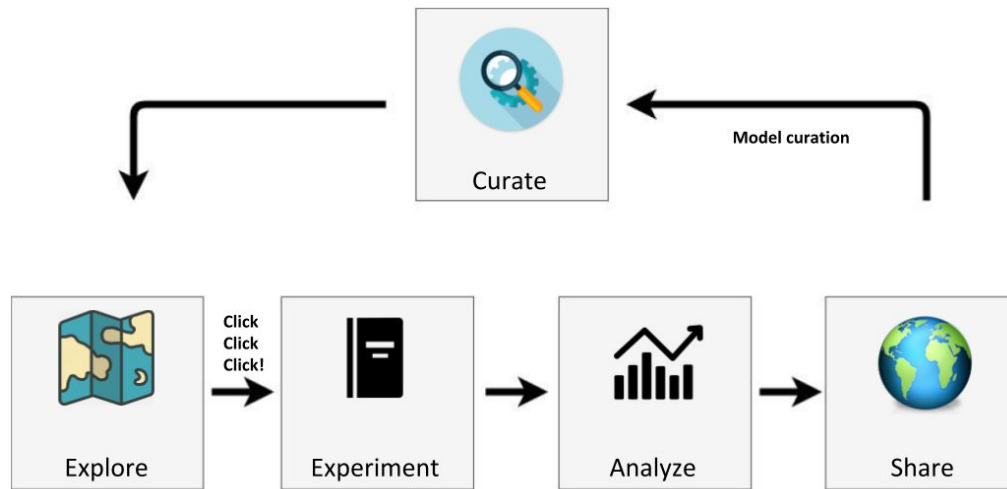 Curate
Model curation
Click
Click
Click!
Explore
Experiment
Analyze
Share